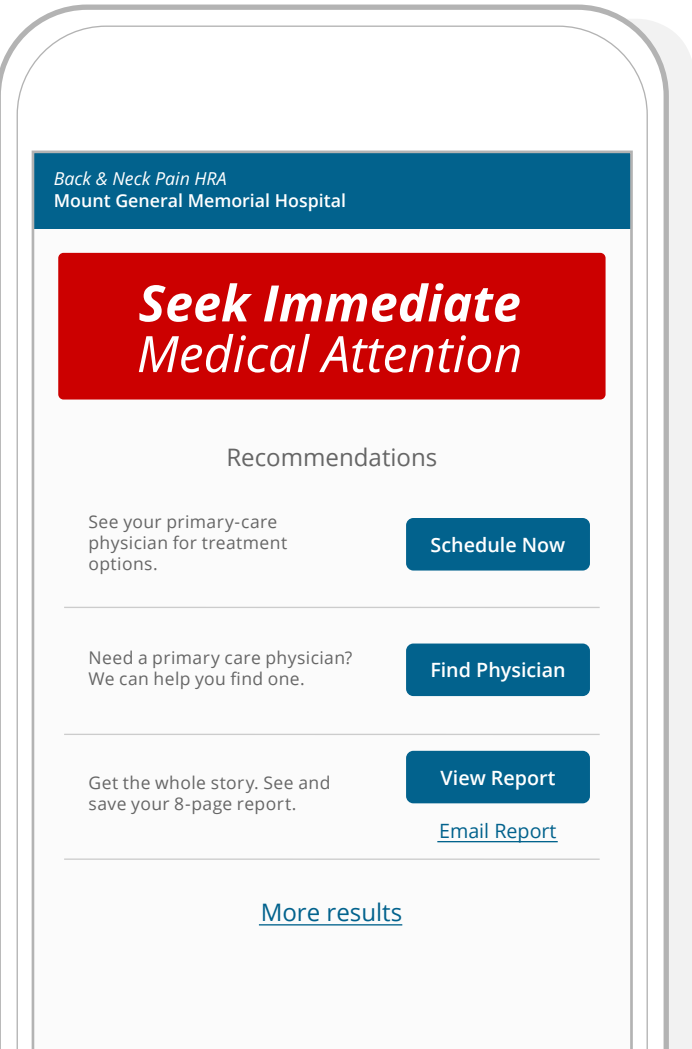 Back & Neck Pain HRA
Mount General Memorial Hospital
Seek Immediate
Medical Attention
Recommendations
See your primary-care
physician for treatment
options.
Schedule Now
Need a primary care physician?
We can help you find one.
Find Physician
Get the whole story. See and
save your 8-page report.
View Report
Email Report
More results